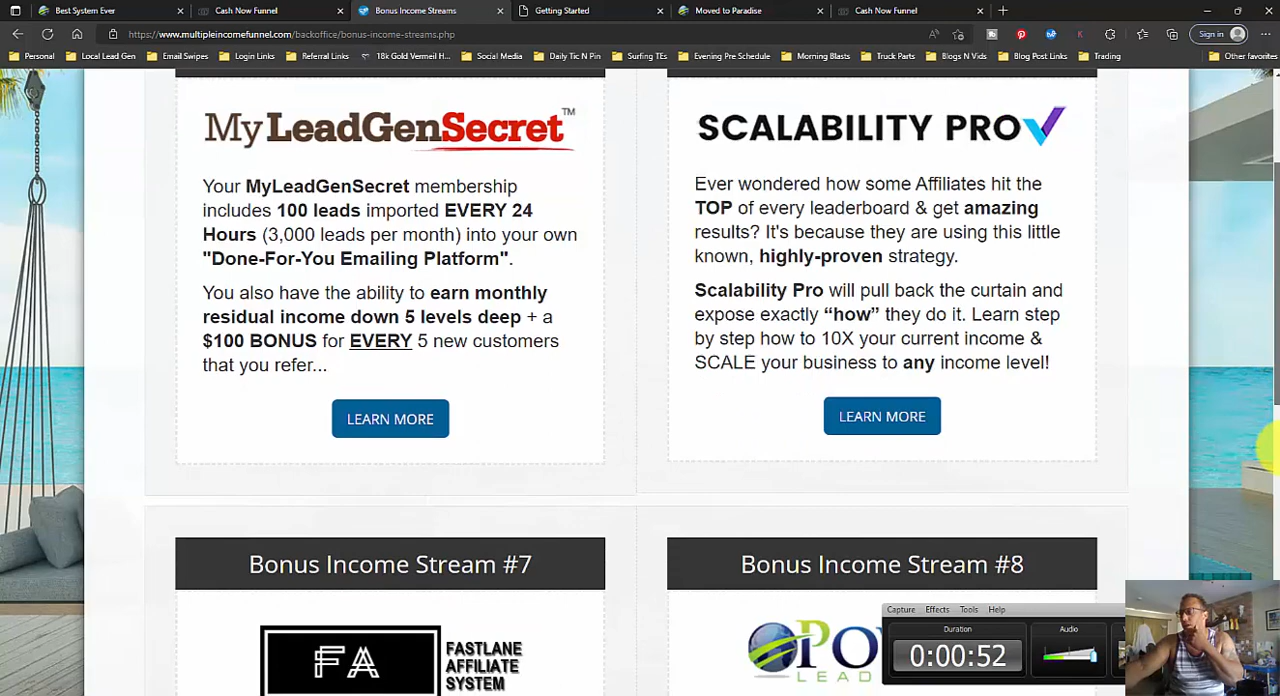 Best System Ever
Cash Now Funnel
Bonus Income Streams
Getting Started
Moved to Paradise
Cash Now Funnel
https://www.multipleincomefunnel.com/backoffice/bonus-income-streams.php
Sign in
Personal
Local Lead Gen
Email Swipes
Login Links
Referral Links
18k Gold Vermeil H...
Social Media
Daily Tic N Pin
Surfing TEs
Evening Pre Schedule
Morning Blasts
Truck Parts
Blogs N Vids
Blog Post Links
Trading
Other favorites
MyLeadGenSecret™
Your MyLeadGenSecret membership
includes 100 leads imported EVERY 24
Hours (3,000 leads per month) into your own
"Done-For-You Emailing Platform".
You also have the ability to earn monthly
residual income down 5 levels deep + a
$100 BONUS for EVERY 5 new customers
that you refer...
LEARN MORE
SCALABILITY PRO
Ever wondered how some Affiliates hit the
TOP of every leaderboard & get amazing
results? It's because they are using this little
known, highly-proven strategy.
Scalability Pro will pull back the curtain and
expose exactly “how” they do it. Learn step
by step how to 10X your current income &
SCALE your business to any income level!
LEARN MORE
Bonus Income Stream #7
FA
FASTLANE
AFFILIATE
SYSTEM
Bonus Income Stream #8
PO
LEAD
Capture
Effects
Tools
Help
Duration
0:00:52
Audio